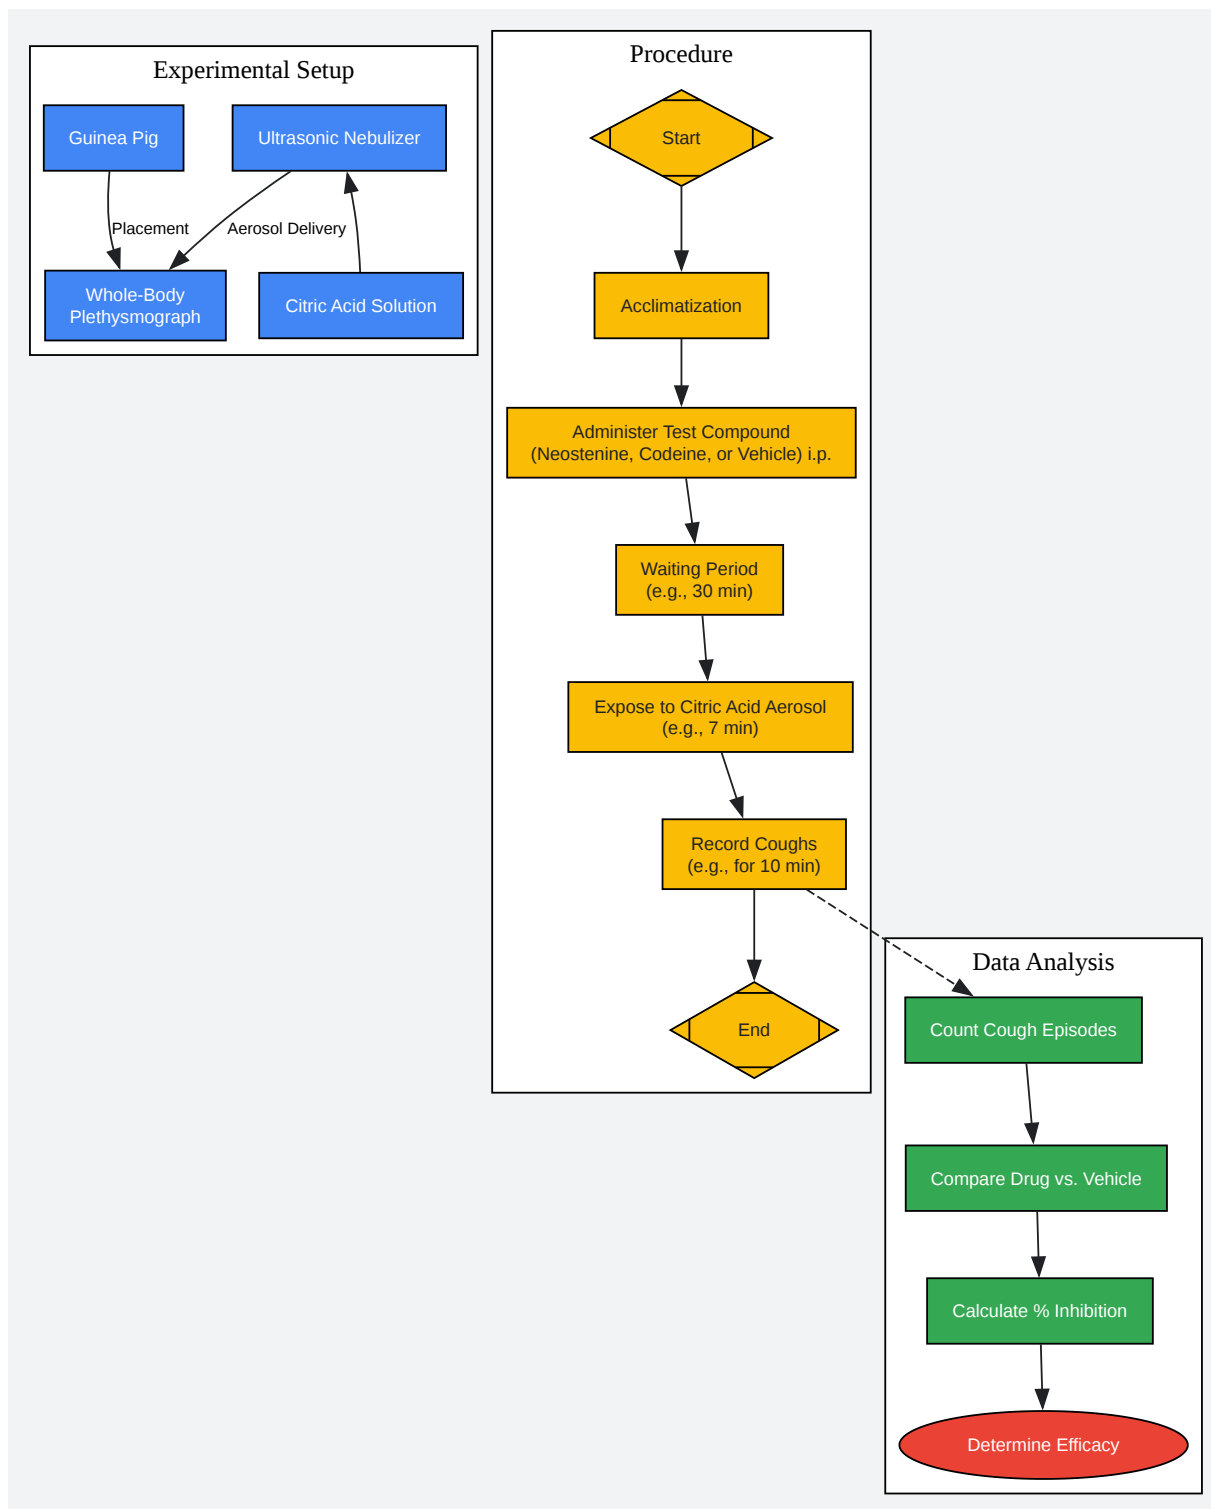 Experimental Setup
Guinea Pig
Ultrasonic Nebulizer
Placement
Aerosol Delivery
Whole-Body
Plethysmograph
Citric Acid Solution
Procedure
Start
Acclimatization
Administer Test Compound
(Neostenine, Codeine, or Vehicle) i.p.
Waiting Period
(e.g., 30 min)
Expose to Citric Acid Aerosol
(e.g., 7 min)
Record Coughs
(e.g., for 10 min)
End
Data Analysis
Count Cough Episodes
Compare Drug vs. Vehicle
Calculate % Inhibition
Determine Efficacy